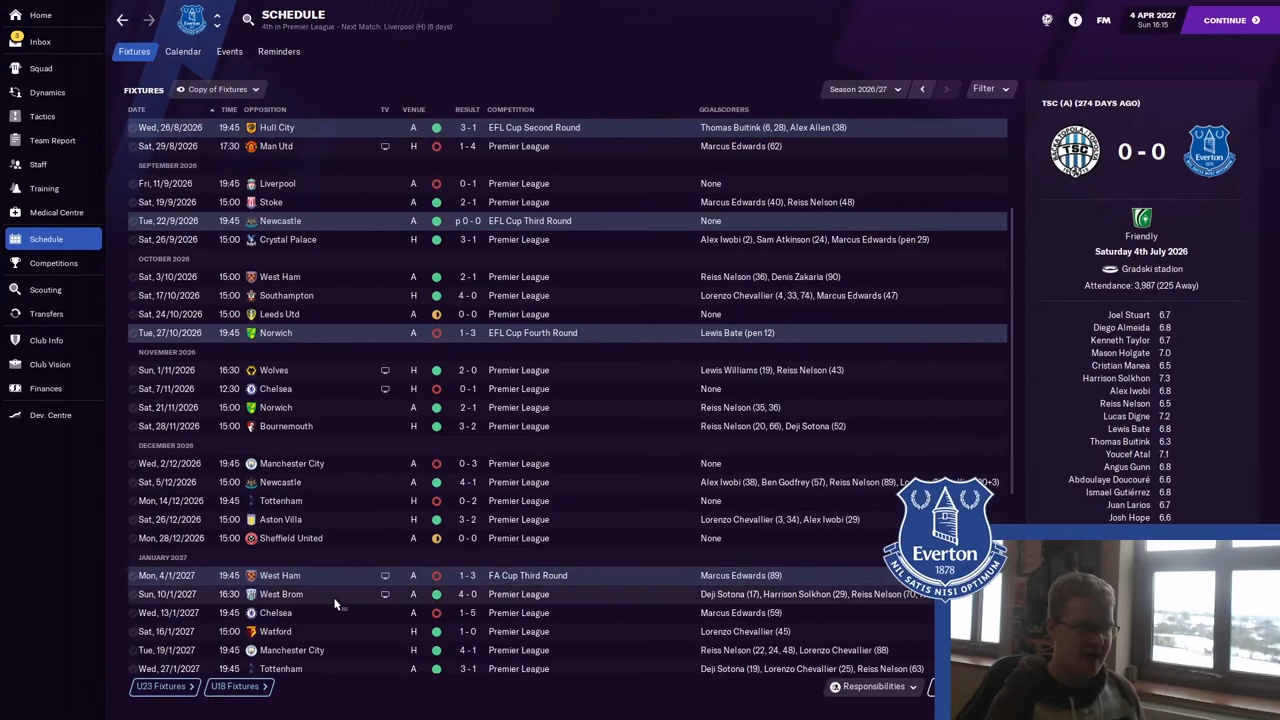 Home
SCHEDULE
4th in Premier League - Next Match: Liverpool (H) (6 days)
FM
4 APR 2027
Sun 16:15
CONTINUE
3
Inbox
Squad
Dynamics
Tactics
Team Report
Staff
Training
Medical Centre
Schedule
Competitions
Scouting
Transfers
Club Info
Club Vision
Finances
Dev. Centre
Fixtures Calendar Events Reminders
FIXTURES Copy of Fixtures Season 2026/27 Filter
DATE TIME OPPOSITION TV VENUE RESULT COMPETITION GOALSCORERS
Wed, 26/8/2026 19:45 Hull City A 3 - 1 EFL Cup Second Round Thomas Buitink (6, 28), Alex Allen (38)
Sat, 29/8/2026 17:30 Man Utd H 1 - 4 Premier League Marcus Edwards (62)
SEPTEMBER 2026
Fri, 11/9/2026 19:45 Liverpool A 0 - 1 Premier League None
Sat, 19/9/2026 15:00 Stoke A 2 - 1 Premier League Marcus Edwards (40), Reiss Nelson (48)
Tue, 22/9/2026 19:45 Newcastle A p 0 - 0 EFL Cup Third Round None
Sat, 26/9/2026 15:00 Crystal Palace H 3 - 1 Premier League Alex Iwobi (2), Sam Atkinson (24), Marcus Edwards (pen 29)
OCTOBER 2026
Sat, 3/10/2026 15:00 West Ham A 2 - 1 Premier League Reiss Nelson (36), Denis Zakaria (90)
Sat, 17/10/2026 15:00 Southampton H 4 - 0 Premier League Lorenzo Chevallier (4, 33, 74), Marcus Edwards (47)
Sat, 24/10/2026 15:00 Leeds Utd A 0 - 0 Premier League None
Tue, 27/10/2026 19:45 Norwich A 1 - 3 EFL Cup Fourth Round Lewis Bate (pen 12)
NOVEMBER 2026
Sun, 1/11/2026 16:30 Wolves H 2 - 0 Premier League Lewis Williams (19), Reiss Nelson (43)
Sat, 7/11/2026 12:30 Chelsea H 0 - 1 Premier League None
Sat, 21/11/2026 15:00 Norwich A 2 - 1 Premier League Reiss Nelson (35, 36)
Sat, 28/11/2026 15:00 Bournemouth H 3 - 2 Premier League Reiss Nelson (20, 66), Deji Sotona (52)
DECEMBER 2026
Wed, 2/12/2026 19:45 Manchester City A 0 - 3 Premier League None
Sat, 5/12/2026 15:00 Newcastle A 4 - 1 Premier League Alex Iwobi (38), Ben Godfrey (57), Reiss Nelson (89),
Mon, 14/12/2026 19:45 Tottenham H 0 - 2 Premier League None
Sat, 26/12/2026 15:00 Aston Villa H 3 - 2 Premier League Lorenzo Chevallier (3, 34), Alex Iwobi (29)
Mon, 28/12/2026 15:00 Sheffield United A 0 - 0 Premier League None
JANUARY 2027
Mon, 4/1/2027 19:45 West Ham A 1 - 3 FA Cup Third Round Marcus Edwards (89)
Sun, 10/1/2027 16:30 West Brom A 4 - 0 Premier League Deji Sotona (17), Harrison Solkhon (29), Reiss Nelson (70,
Wed, 13/1/2027 19:45 Chelsea A 1 - 5 Premier League Marcus Edwards (59)
Sat, 16/1/2027 15:00 Watford H 1 - 0 Premier League Lorenzo Chevallier (45)
Tue, 19/1/2027 15:00 Manchester City H 4 - 1 Premier League Reiss Nelson (22, 24, 48), Lorenzo Chevallier (88)
Wed, 27/1/2027 19:45 Tottenham A 3 - 1 Premier League Deji Sotona (19), Lorenzo Chevallier (25), Reiss Nelson (63)
U23 Fixtures U18 Fixtures Responsibilities
TSC (A) (274 DAYS AGO)
TSC
0 - 0
Friendly
Saturday 4th July 2026
Gradski stadion
Attendance: 3,987 (225 Away)
Joel Stuart 6.7
Diego Almeida 6.8
Kenneth Taylor 6.7
Mason Holgate 7.0
Cristian Manea 6.5
Harrison Solkhon 7.3
Alex Iwobi 6.8
Reiss Nelson 6.5
Lucas Digne 7.2
Lewis Bate 6.8
Thomas Buitink 6.3
Youcef Atal 7.1
Angus Gunn 6.8
Abdoulaye Doucouré 6.6
Ismael Gutiérrez 6.8
Juan Larios 6.7
Josh Hope 6.6
Everton
1878
NIL SATIS NISI OPTIMUM